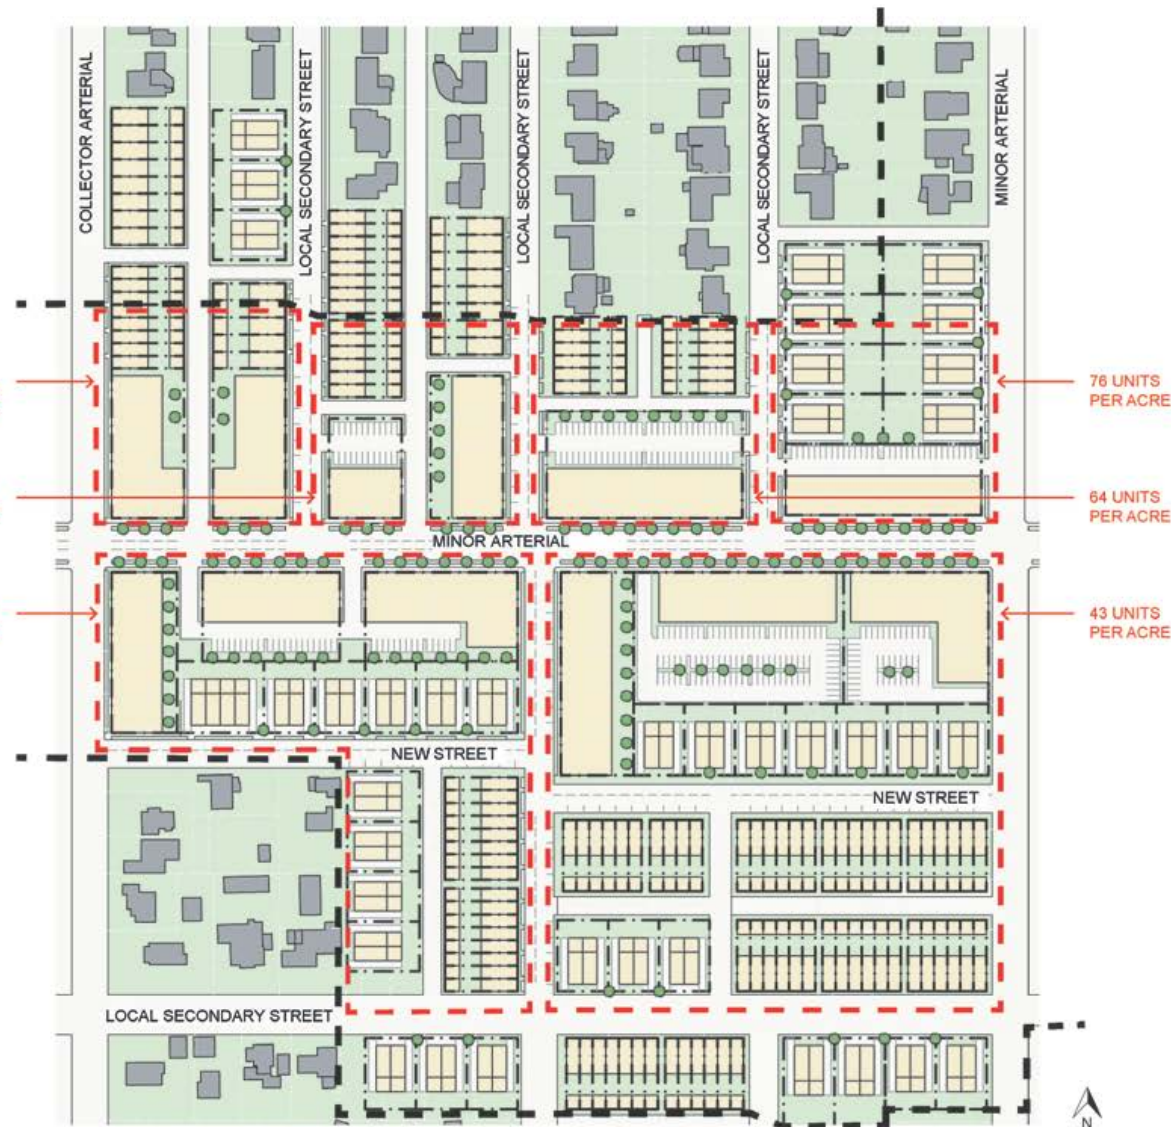 COLLECTOR ARTERIAL
LOCAL SECONDARY STREET
LOCAL SECONDARY STREET
LOCAL SECONDARY STREET
MINOR ARTERIAL
76 UNITS
PER ACRE
64 UNITS
PER ACRE
MINOR ARTERIAL
43 UNITS
PER ACRE
NEW STREET
NEW STREET
LOCAL SECONDARY STREET
N